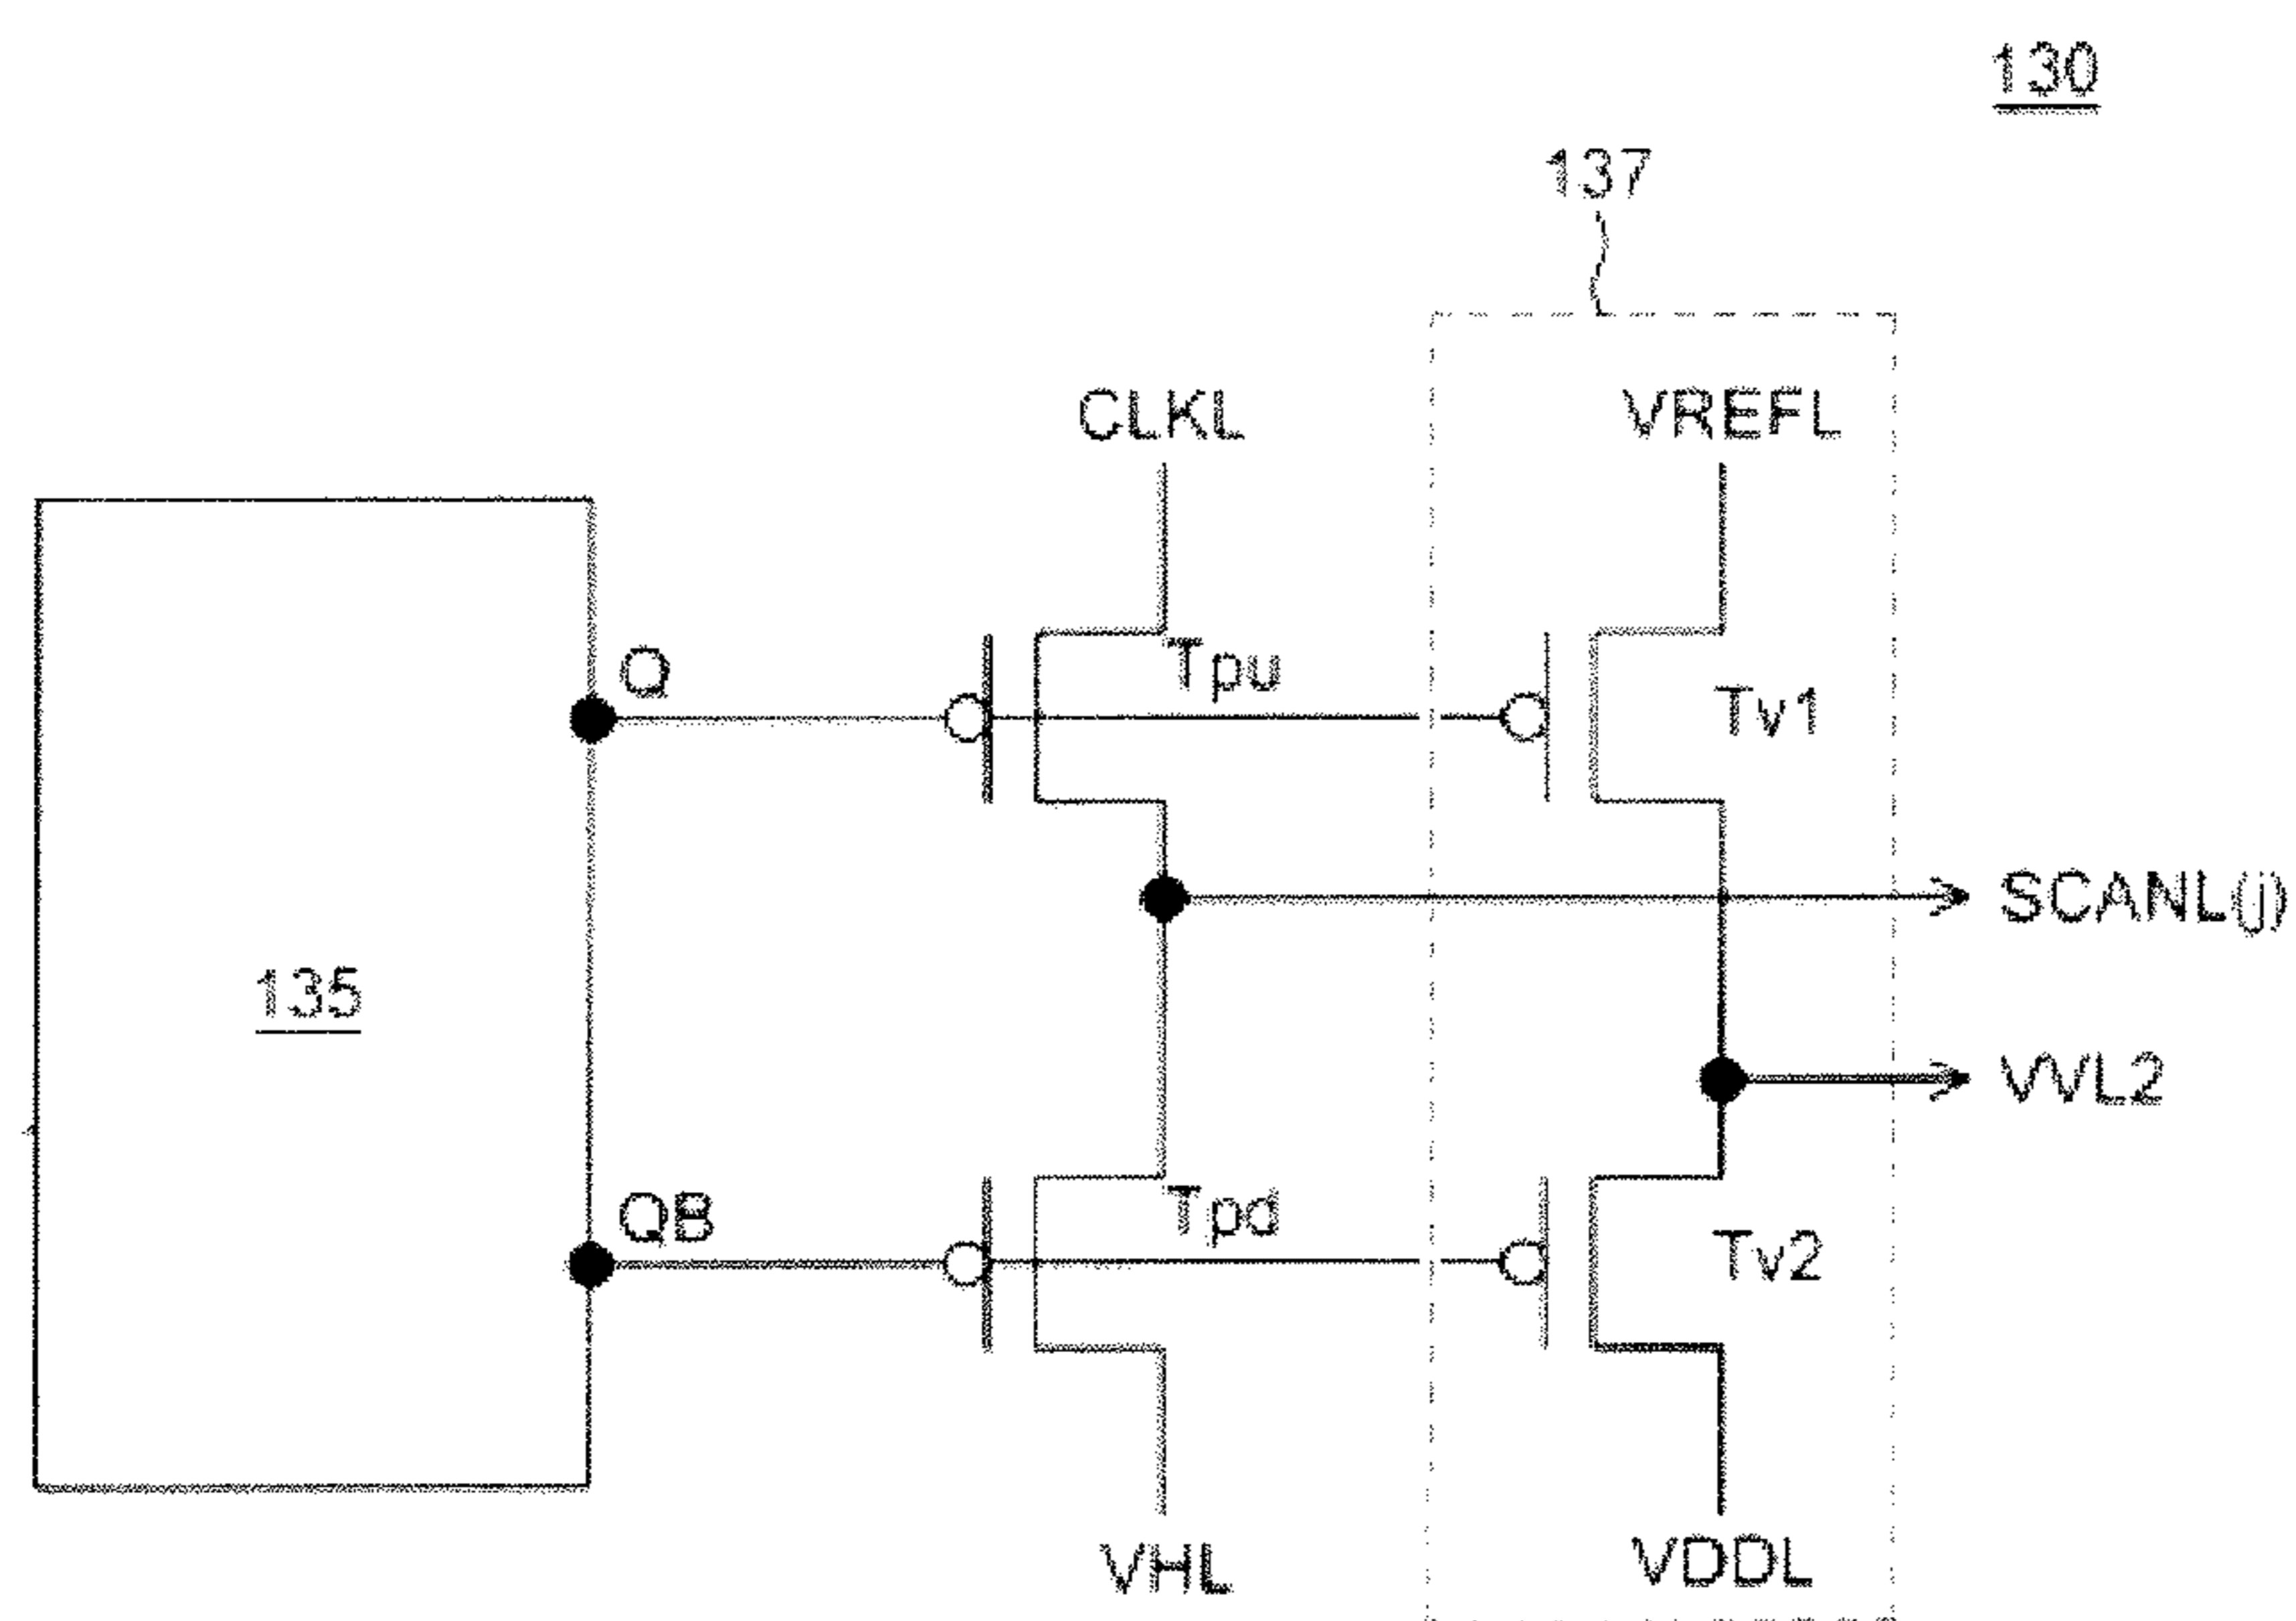 130
137
CLKL
VREFL
Q
Tpu
Tv1
SCANL(j)
135
VVL2
QB
Tpd
Tv2
VHL
VDDL